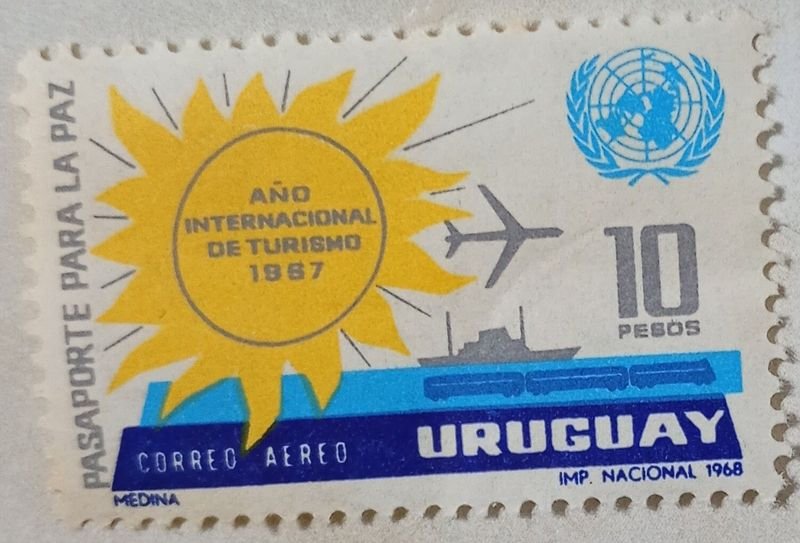 PASAPORTE PARA LA PAZ
AÑO
INTERNACIONAL
DE TURISMO
1967
10
PESOS
CORREO AEREO
URUGUAY
MEDINA
IMP. NACIONAL 1968